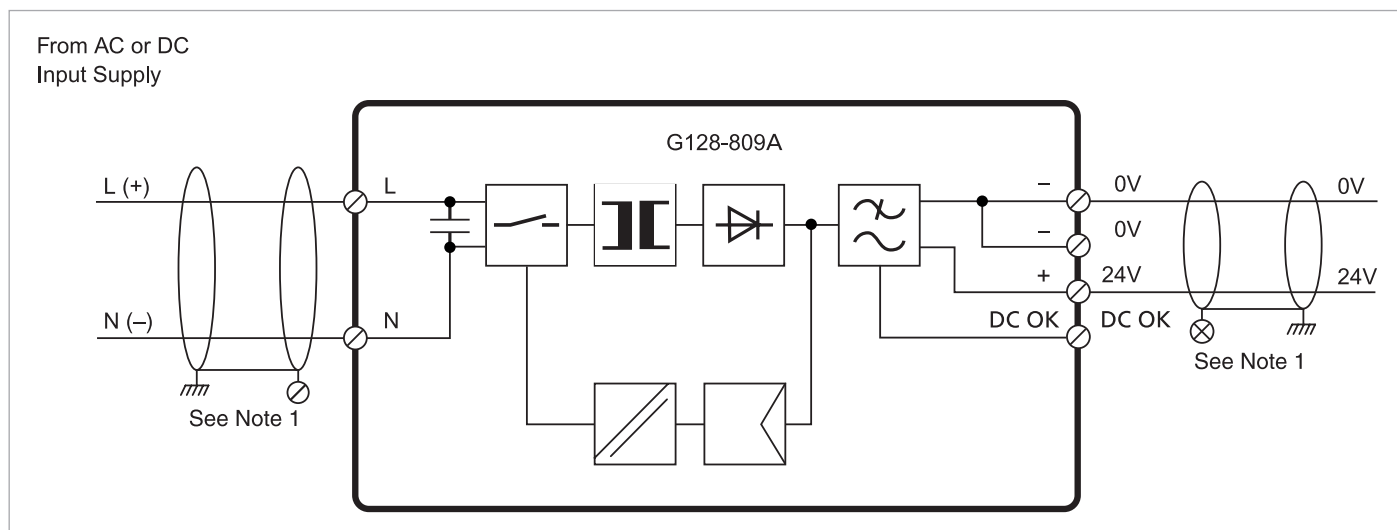 From AC or DC
Input Supply
G128-809A
L (+)
L
–
0V
0V
–
0V
+
24V
24V
N (–)
N
DC OK
DC OK
See Note 1
See Note 1